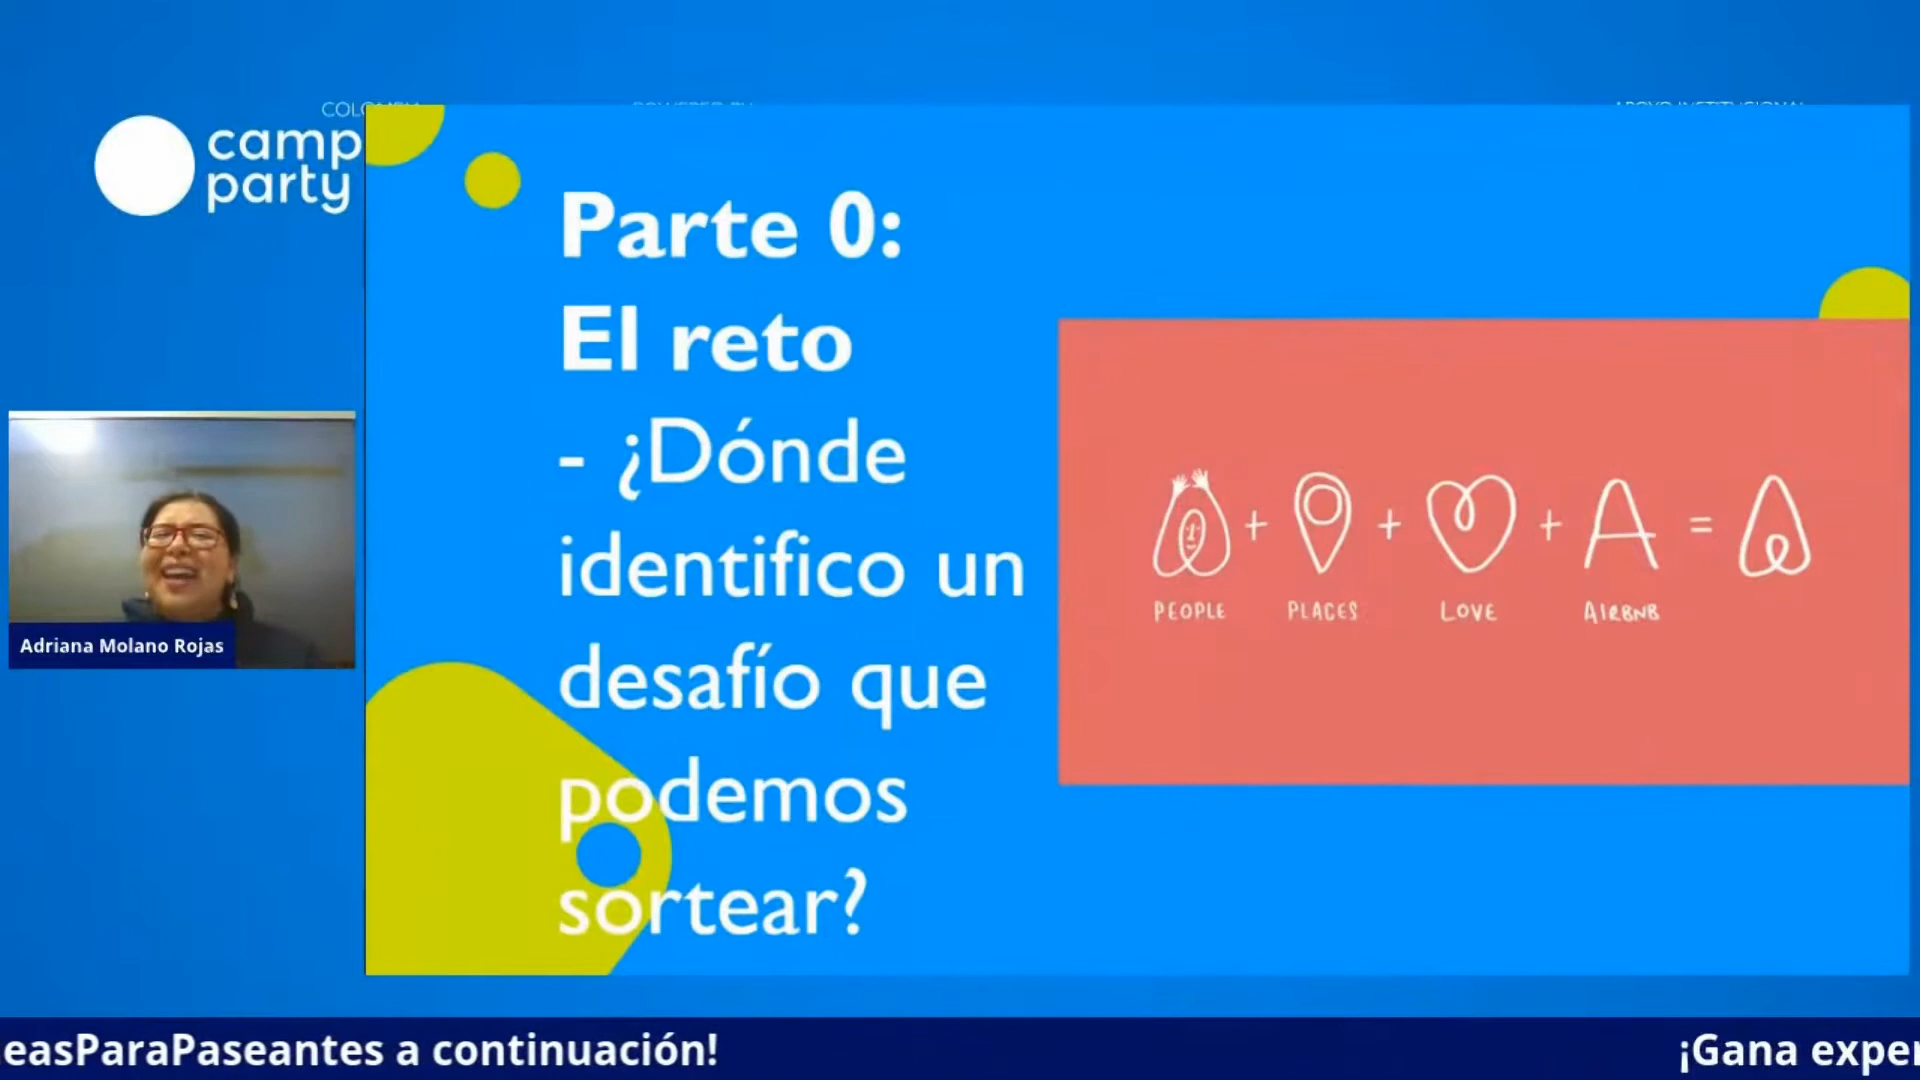 camp
party
Parte 0:
El reto
- ¿Dónde
identifico un
desafío que
podemos
sortear?
PEOPLE + PLACES + LOVE + AIRBNB =
Adriana Molano Rojas
easParaPaseantes a continuación!
¡Gana exper